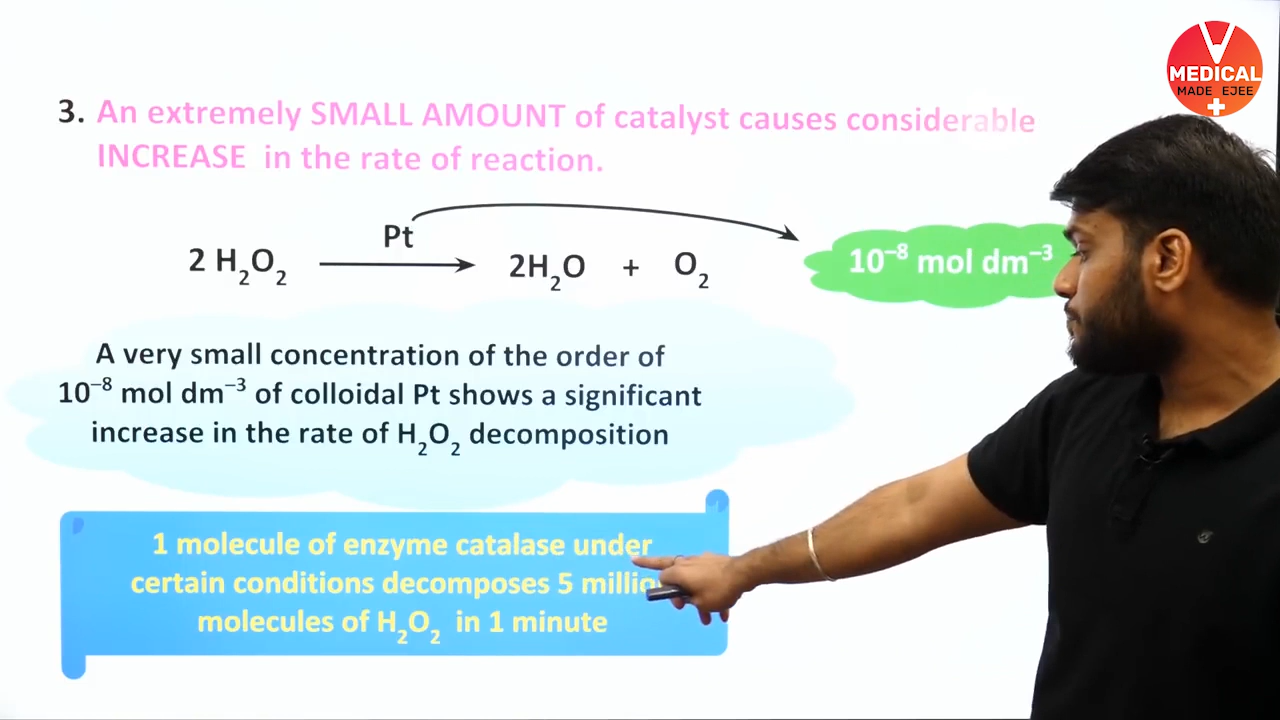 V
MEDICAL
MADE EJEE
3. An extremely SMALL AMOUNT of catalyst causes considerable
INCREASE in the rate of reaction.
Pt
2 H₂O₂ 2H₂O + O₂
10⁻⁸ mol dm⁻³
A very small concentration of the order of
10⁻⁸ mol dm⁻³ of colloidal Pt shows a significant
increase in the rate of H₂O₂ decomposition
1 molecule of enzyme catalase under
certain conditions decomposes 5 million
molecules of H₂O₂ in 1 minute